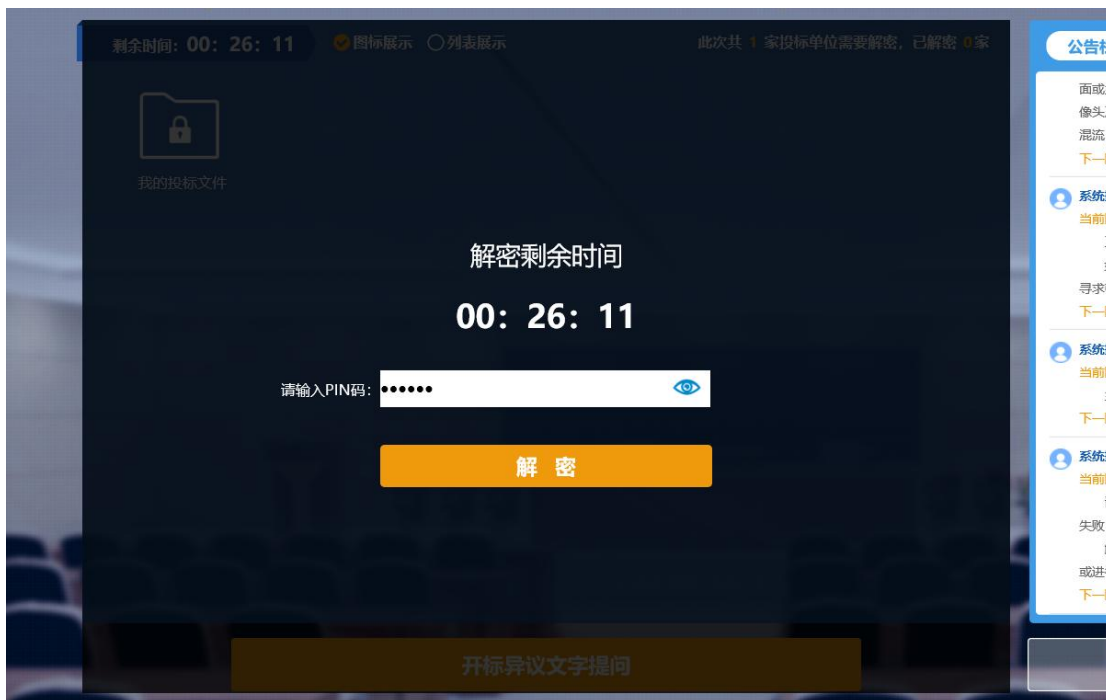 剩余时间：00：26：11
图标展示
列表展示
此次共 1 家投标单位需要解密，已解密 0家
我的投标文件
解密剩余时间
00：26：11
请输入PIN码：
解 密
开标异议文字提问
公告
面或
像头
混流
下一
系统
当前
寻求
下一
系统
当前
下一
系统
当前
失败
或进
下一